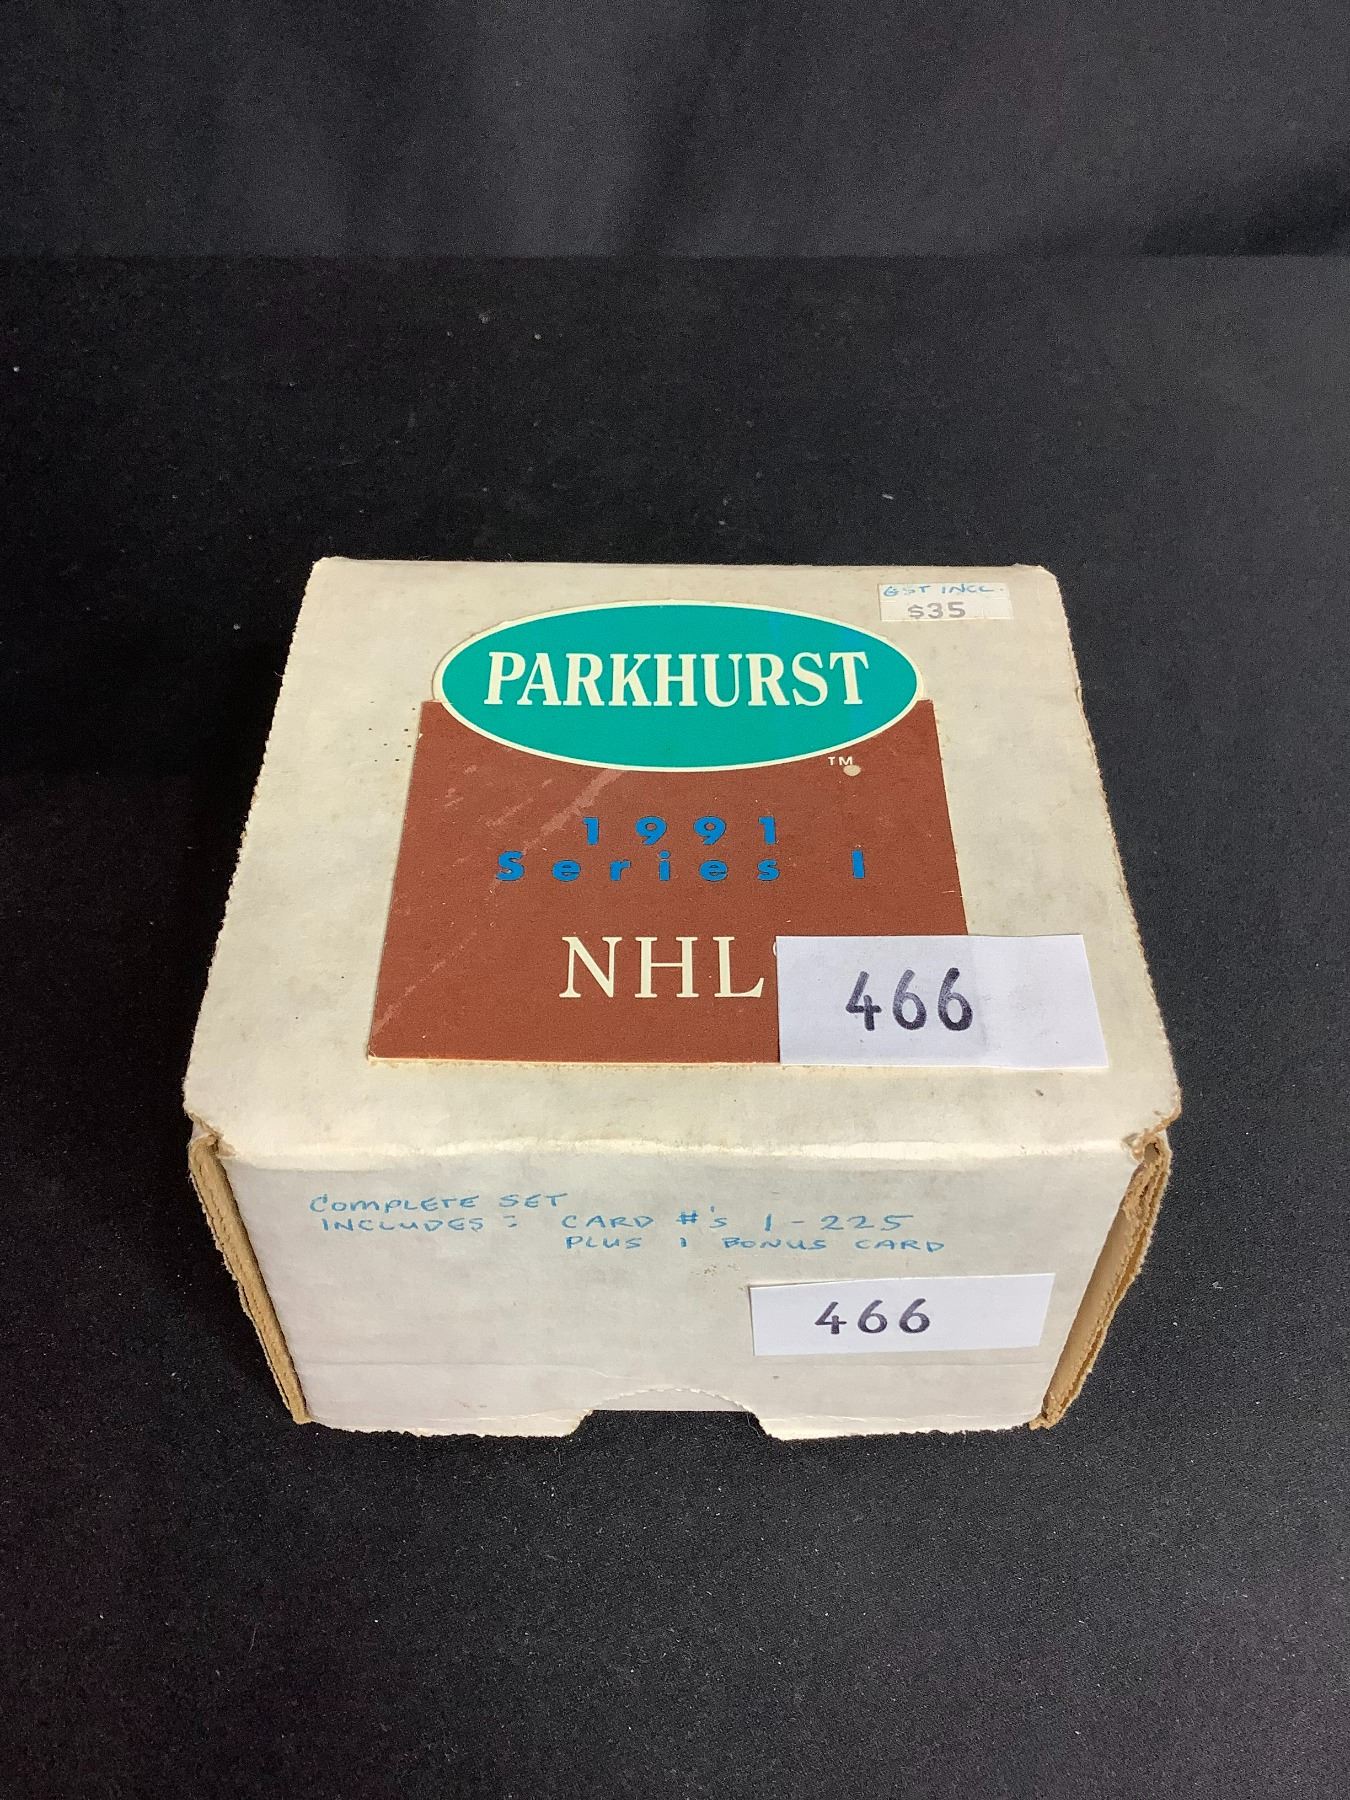 GST INCL.
$35
PARKHURST
TM
1991
Series I
NHL
466
COMPLETE SET
INCLUDES: CARD #'s 1-225
PLUS 1 BONUS CARD
466